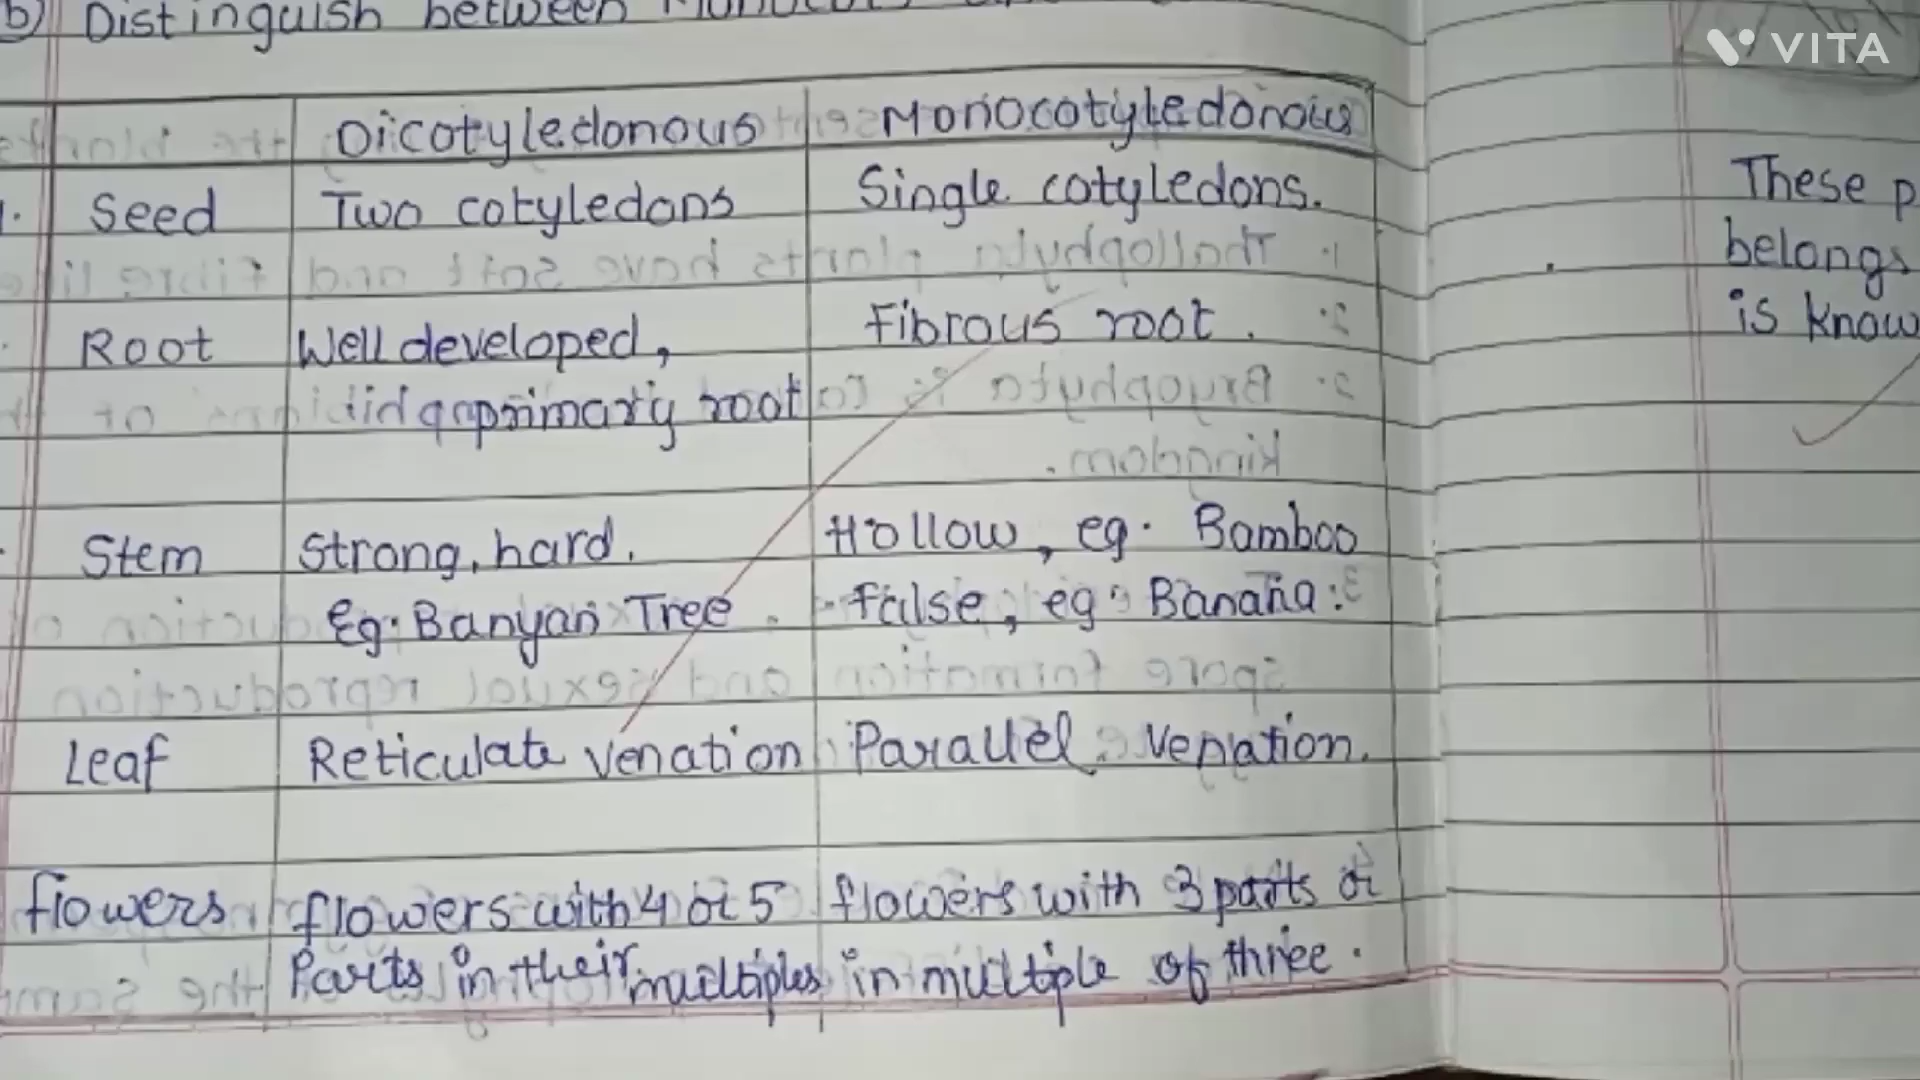 b) Distinguish between Monocots
VITA
Dicotyledonous Monocotyledonous
1. Seed Two cotyledons Single cotyledons.
Root Well developed, Fibrous root.
primary root
Stem Strong, hard. Hollow, eg. Bamboo
Eg. Banyan Tree. False, eg. Banana.
Leaf Reticulate venation Parallel venation.
flowers flowers with 4 or 5 flowers with 3 parts or
Parts in their multiples in multiple of three.
These p
belongs
is know